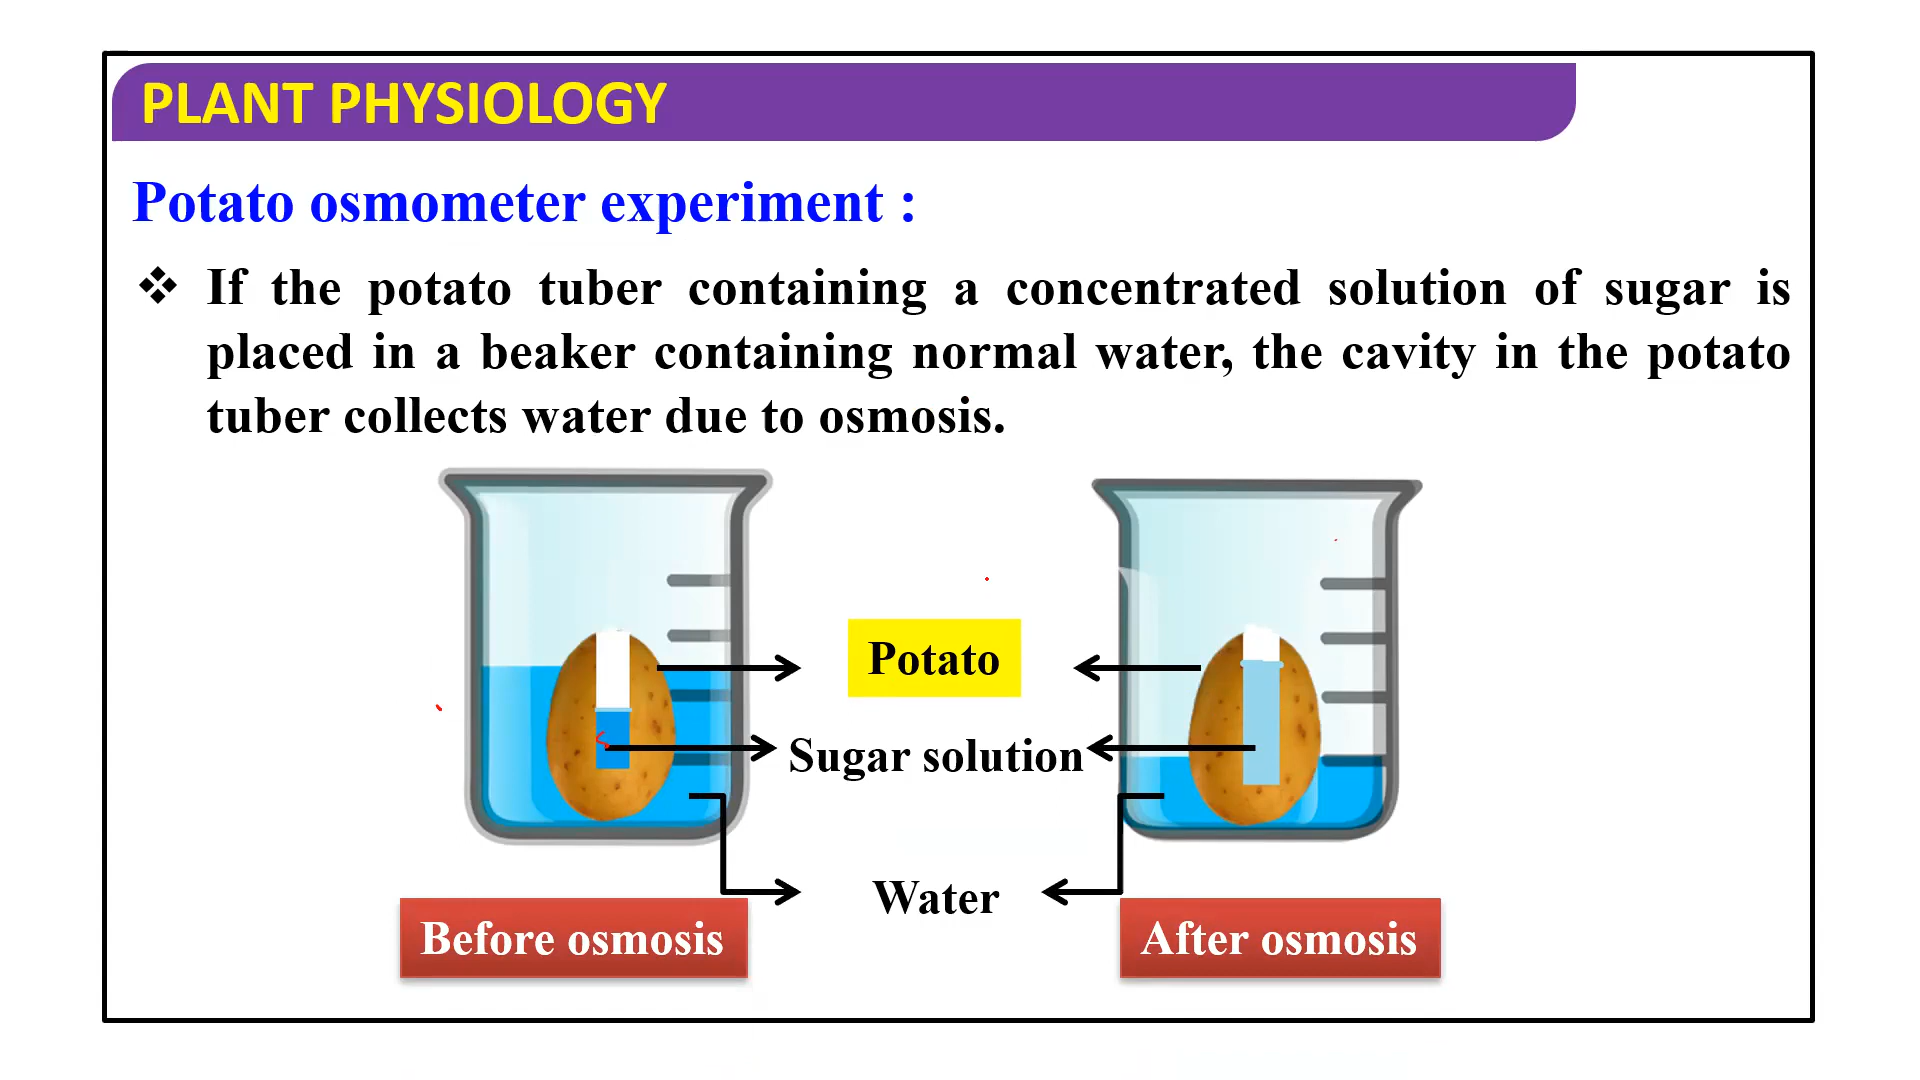 PLANT PHYSIOLOGY
Potato osmometer experiment :
❖ If the potato tuber containing a concentrated solution of sugar is
placed in a beaker containing normal water, the cavity in the potato
tuber collects water due to osmosis.
Potato
Sugar solution
Water
Before osmosis
After osmosis